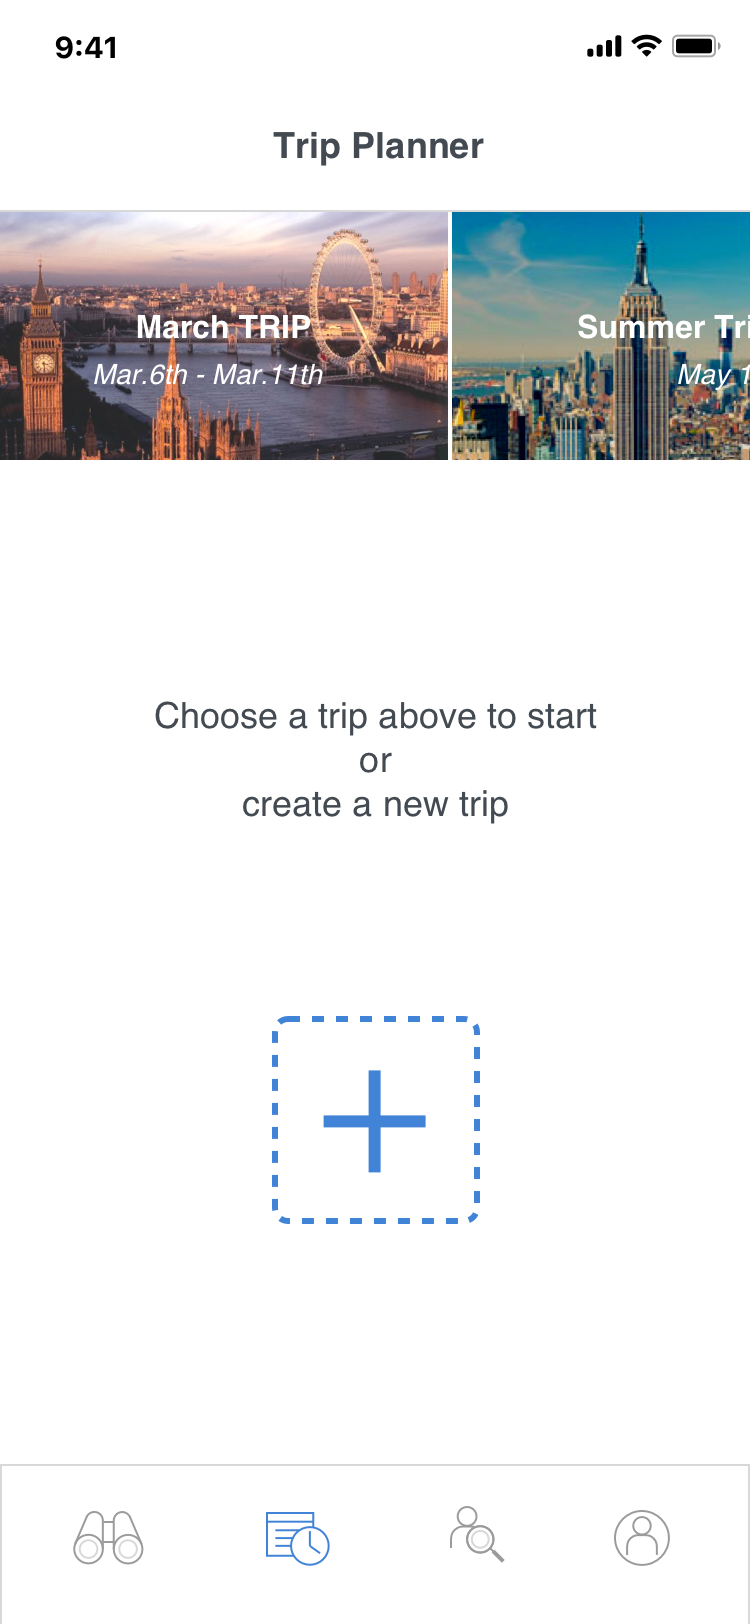 9:41
Trip Planner
March TRIP
Mar.6th - Mar.11th
Summer Tri
May 1
Choose a trip above to start
or
create a new trip